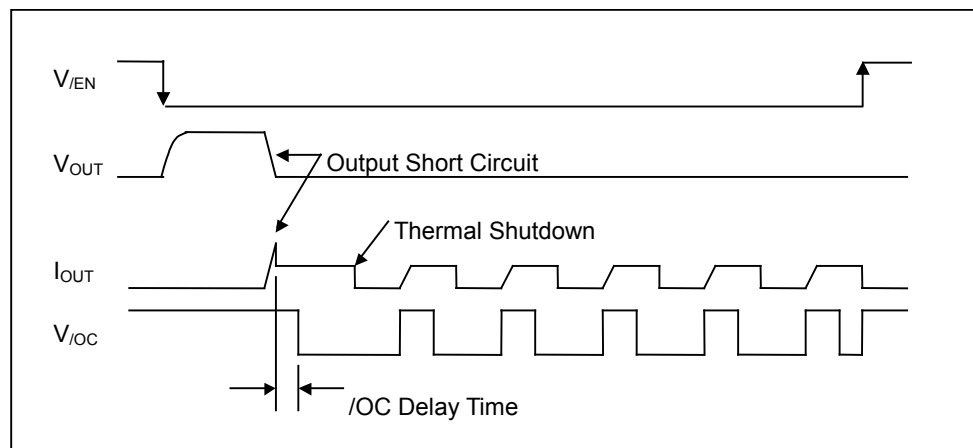 V/EN
VOUT
Output Short Circuit
Thermal Shutdown
IOUT
V/OC
/OC Delay Time